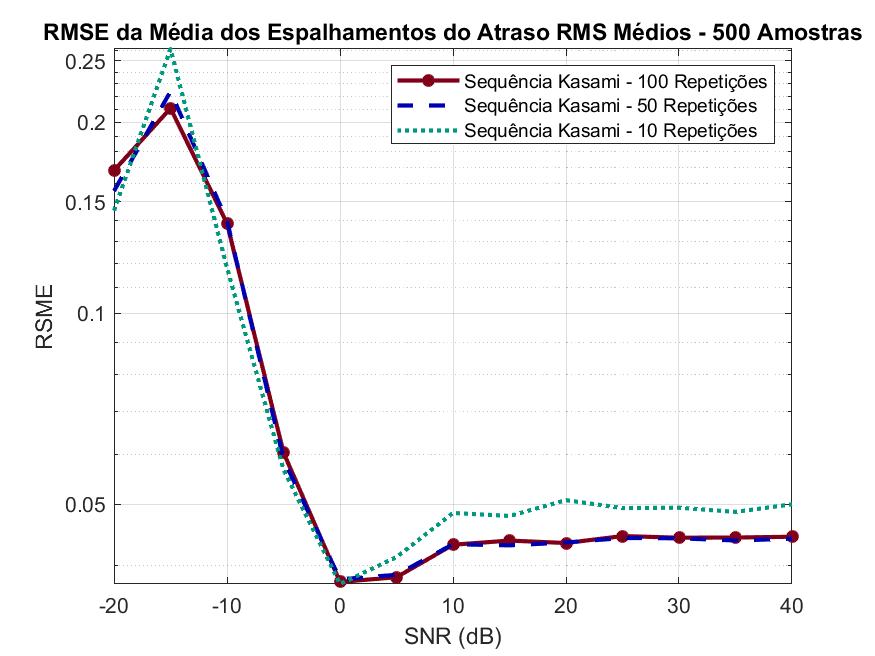 RMSE da Média dos Espalhamentos do Atraso RMS Médios - 500 Amostras
0.25
0.2
0.15
0.1
0.05
RSME
Sequência Kasami - 100 Repetições
Sequência Kasami - 50 Repetições
Sequência Kasami - 10 Repetições
-20 -10 0 10 20 30 40
SNR (dB)